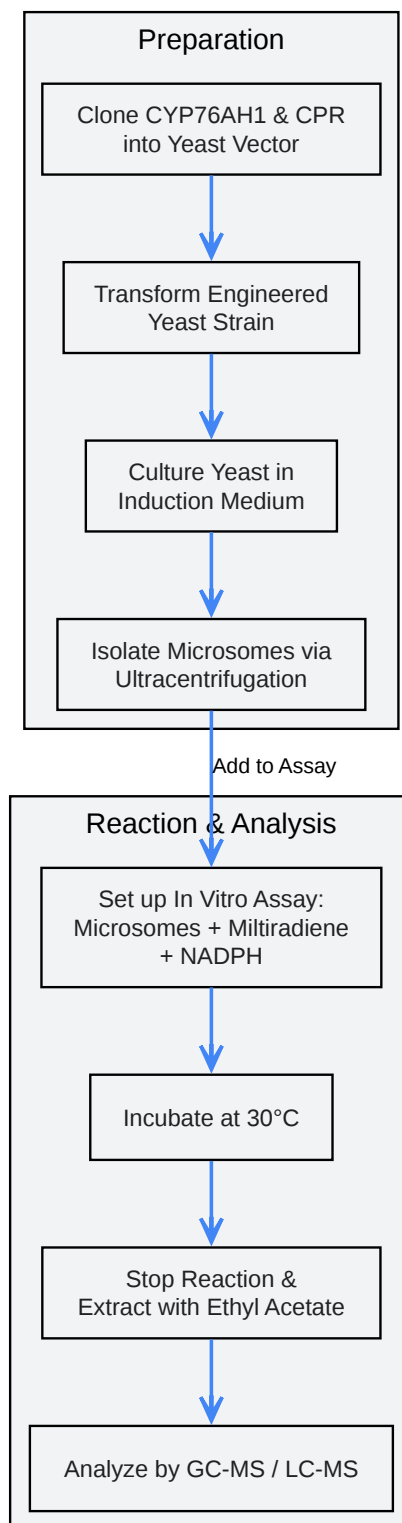 Preparation
Clone CYP76AH1 & CPR
into Yeast Vector
Transform Engineered
Yeast Strain
Culture Yeast in
Induction Medium
Isolate Microsomes via
Ultracentrifugation
Add to Assay
Reaction & Analysis
Set up In Vitro Assay:
Microsomes + Miltiradiene
+ NADPH
Incubate at 30°C
Stop Reaction &
Extract with Ethyl Acetate
Analyze by GC-MS / LC-MS